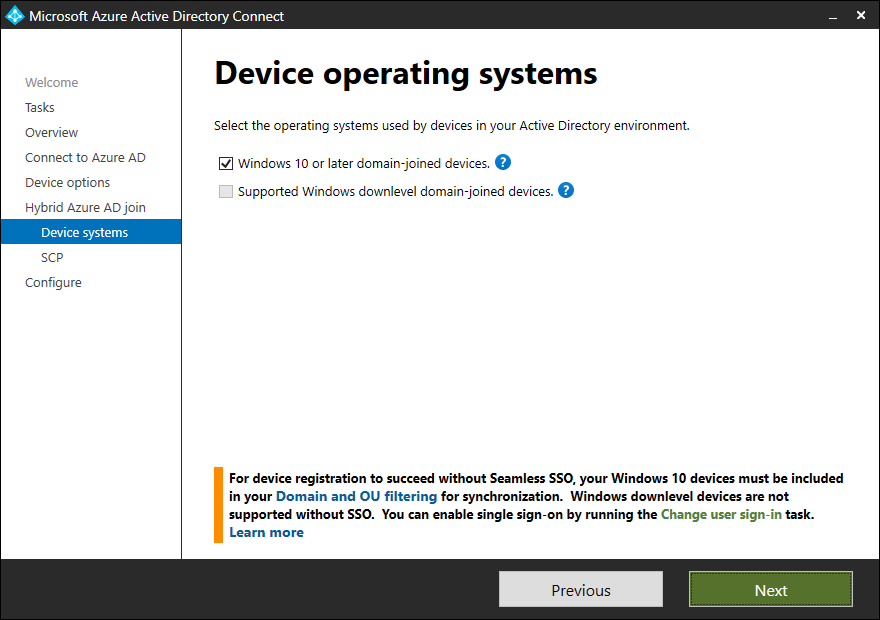 Microsoft Azure Active Directory Connect
Welcome
Tasks
Overview
Connect to Azure AD
Device options
Hybrid Azure AD join
Device systems
SCP
Configure
Device operating systems
Select the operating systems used by devices in your Active Directory environment.
Windows 10 or later domain-joined devices. ?
Supported Windows downlevel domain-joined devices. ?
For device registration to succeed without Seamless SSO, your Windows 10 devices must be included
in your Domain and OU filtering for synchronization.  Windows downlevel devices are not
supported without SSO.  You can enable single sign-on by running the Change user sign-in task.
Learn more
Previous
Next